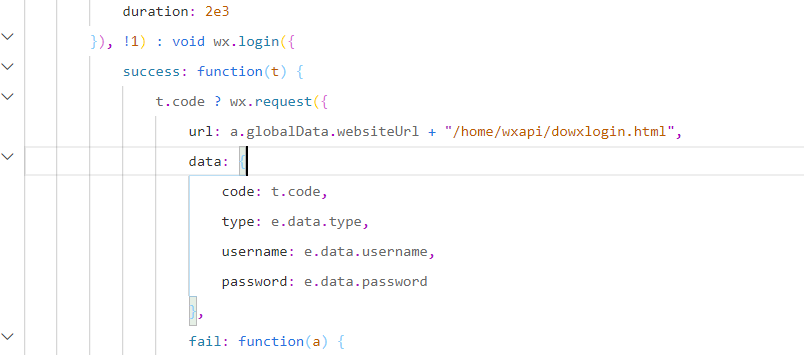 duration: 2e3
}), !1) : void wx.login({
success: function(t) {
t.code ? wx.request({
url: a.globalData.websiteUrl + "/home/wxapi/dowxlogin.html",
data: {
code: t.code,
type: e.data.type,
username: e.data.username,
password: e.data.password
},
fail: function(a) {